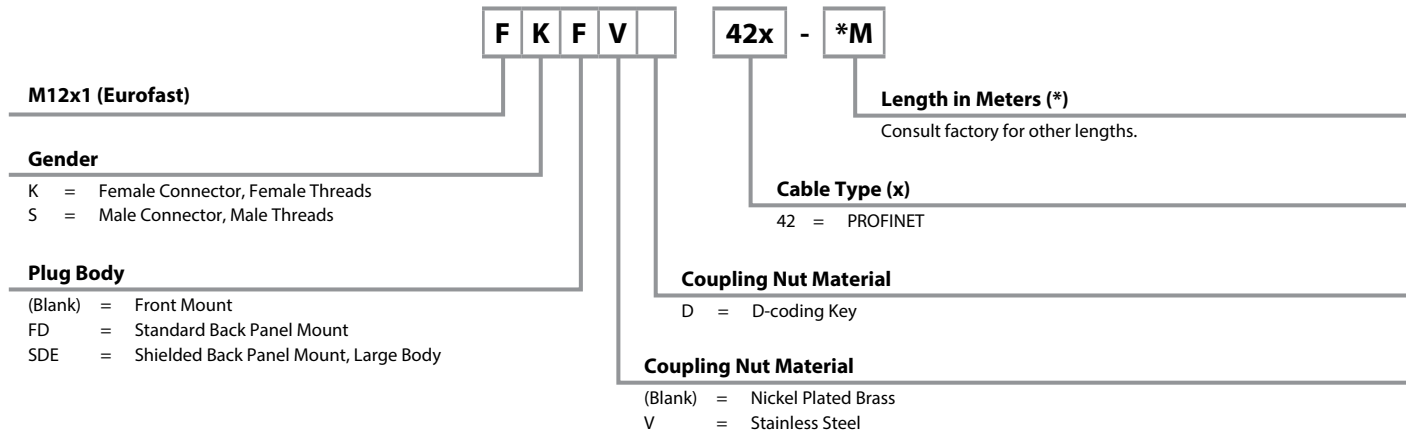 F K F V 42x - *M
M12x1 (Eurofast)
Length in Meters (*)
Consult factory for other lengths.
Gender
K = Female Connector, Female Threads
S = Male Connector, Male Threads
Cable Type (x)
42 = PROFINET
Plug Body
(Blank) = Front Mount
FD = Standard Back Panel Mount
SDE = Shielded Back Panel Mount, Large Body
Coupling Nut Material
D = D-coding Key
Coupling Nut Material
(Blank) = Nickel Plated Brass
V = Stainless Steel